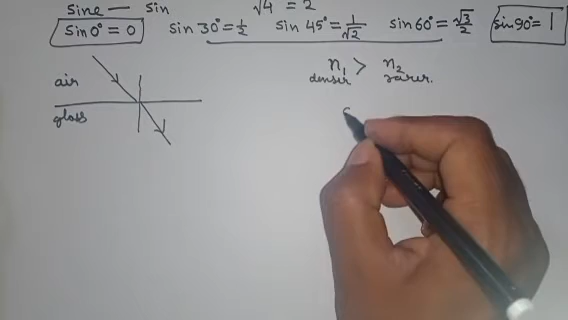 sine — sin √4 = 2
sin 0° = 0 sin 30° = 1/2 sin 45° = 1/√2 sin 60° = √3/2 sin 90° = 1
air n₁ > n₂
denser rarer.
glass